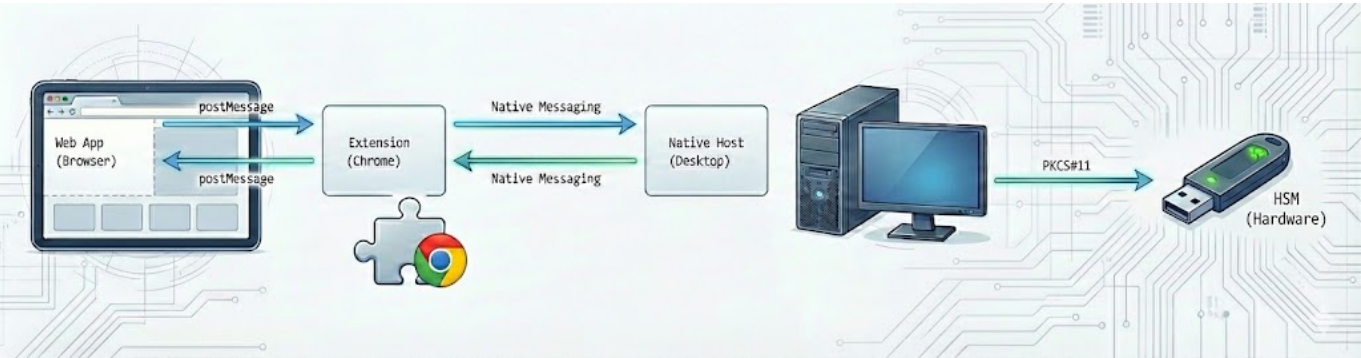 postMessage
Web App
(Browser)
postMessage
Extension
(Chrome)
Native Messaging
Native Messaging
Native Host
(Desktop)
PKCS#11
HSM
(Hardware)